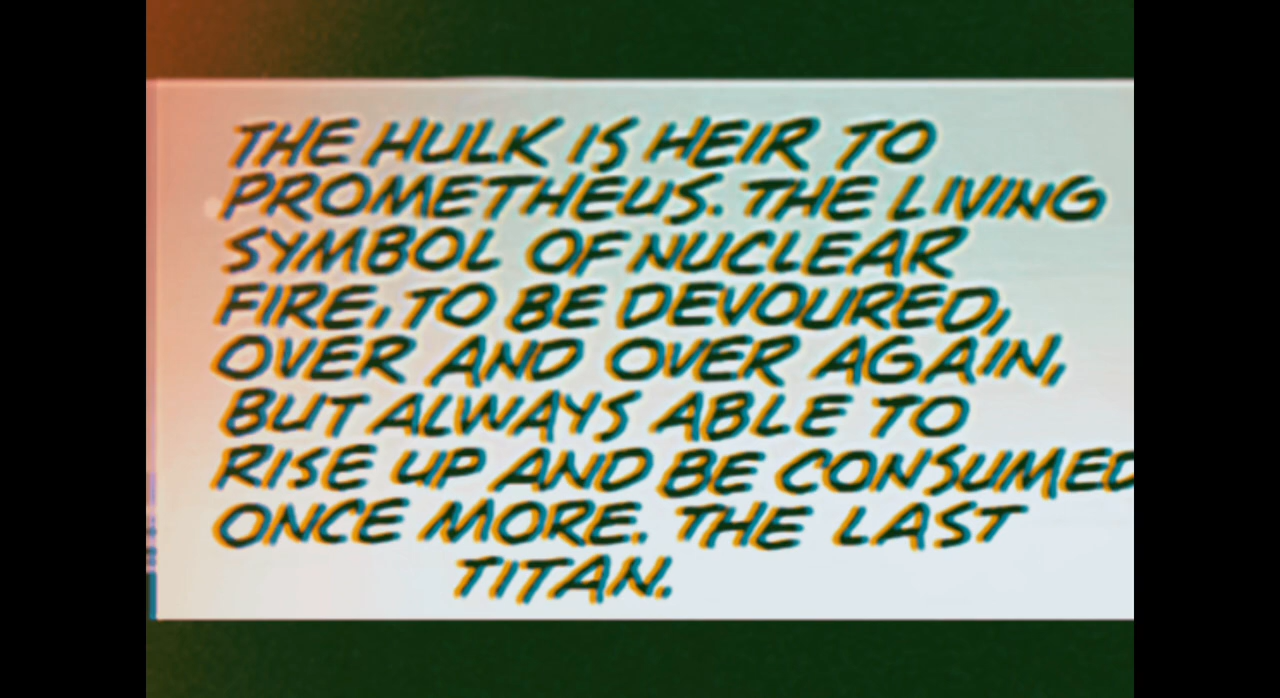 THE HULK IS HEIR TO
PROMETHEUS. THE LIVING
SYMBOL OF NUCLEAR
FIRE, TO BE DEVOURED,
OVER AND OVER AGAIN,
BUT ALWAYS ABLE TO
RISE UP AND BE CONSUMED
ONCE MORE. THE LAST
TITAN.